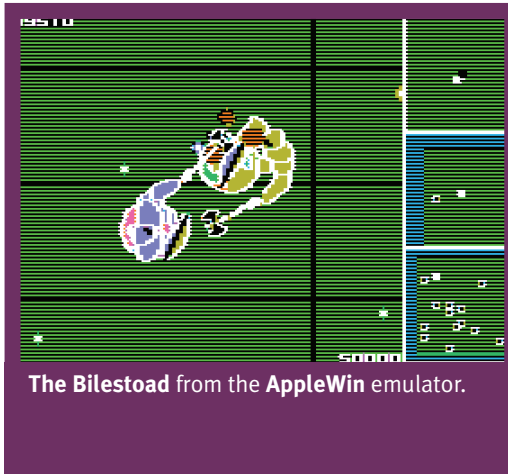 50000
The Bilestoad from the AppleWin emulator.